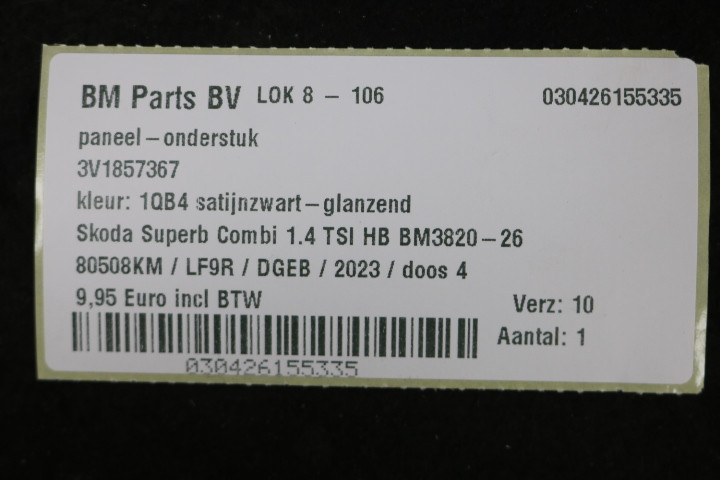 BM Parts BV LOK 8 - 106 030426155335
paneel-onderstuk
3V1857367
kleur: 1QB4 satijnzwart-glanzend
Skoda Superb Combi 1.4 TSI HB BM3820-26
80508KM / LF9R / DGEB / 2023 / doos 4
9,95 Euro incl BTW Verz: 10
Aantal: 1
030426155335